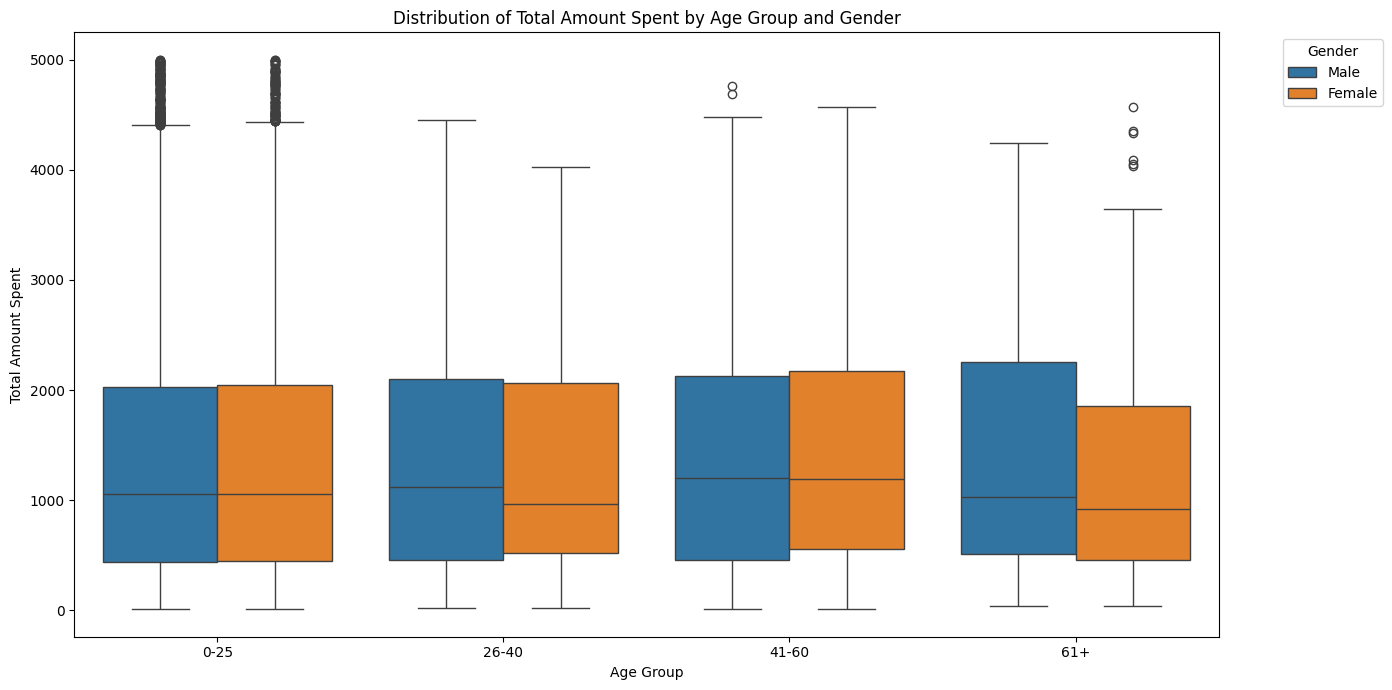 Distribution of Total Amount Spent by Age Group and Gender
Gender
Male
Female
Total Amount Spent
5000
4000
3000
2000
1000
0
0-25
26-40
41-60
61+
Age Group